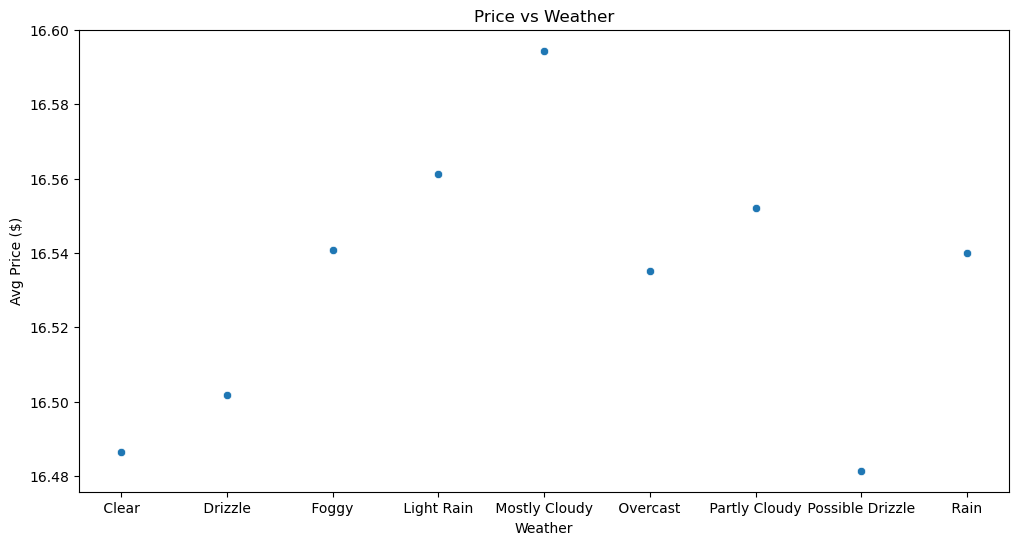 Price vs Weather
16.60
16.58
16.56
16.54
16.52
16.50
16.48
Avg Price ($)
Clear Drizzle Foggy Light Rain Mostly Cloudy Overcast Partly Cloudy Possible Drizzle Rain
Weather